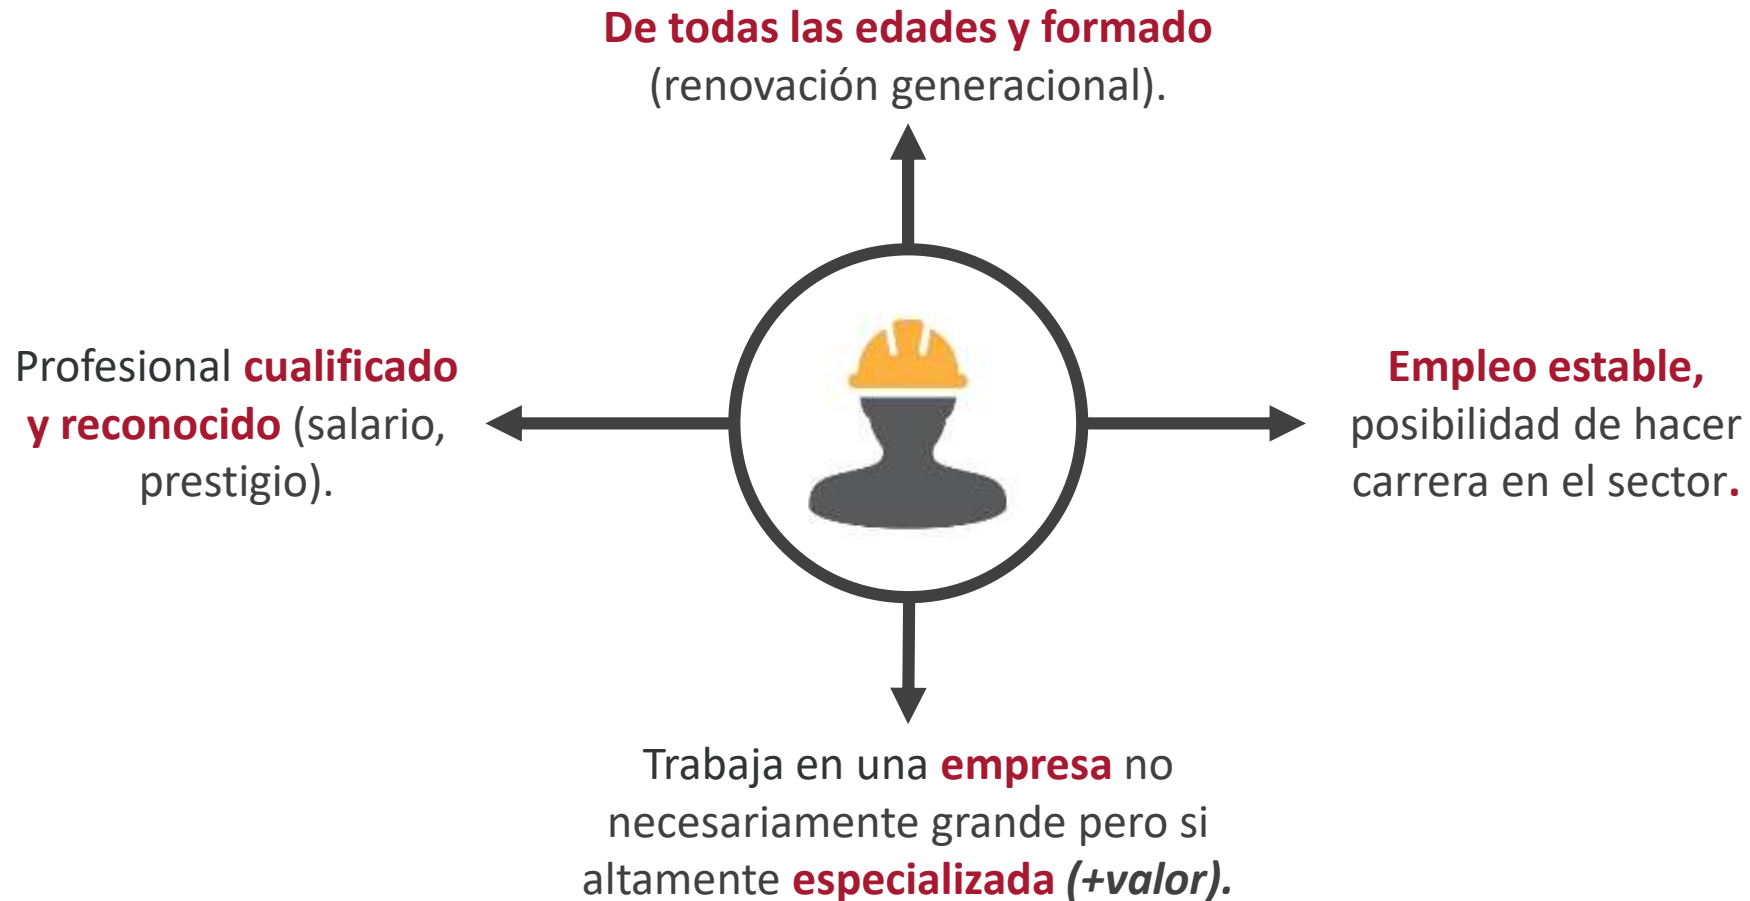 De todas las edades y formado
(renovación generacional).
Profesional cualificado
y reconocido (salario,
prestigio).
Empleo estable,
posibilidad de hacer
carrera en el sector.
Trabaja en una empresa no
necesariamente grande pero si
altamente especializada (+valor).